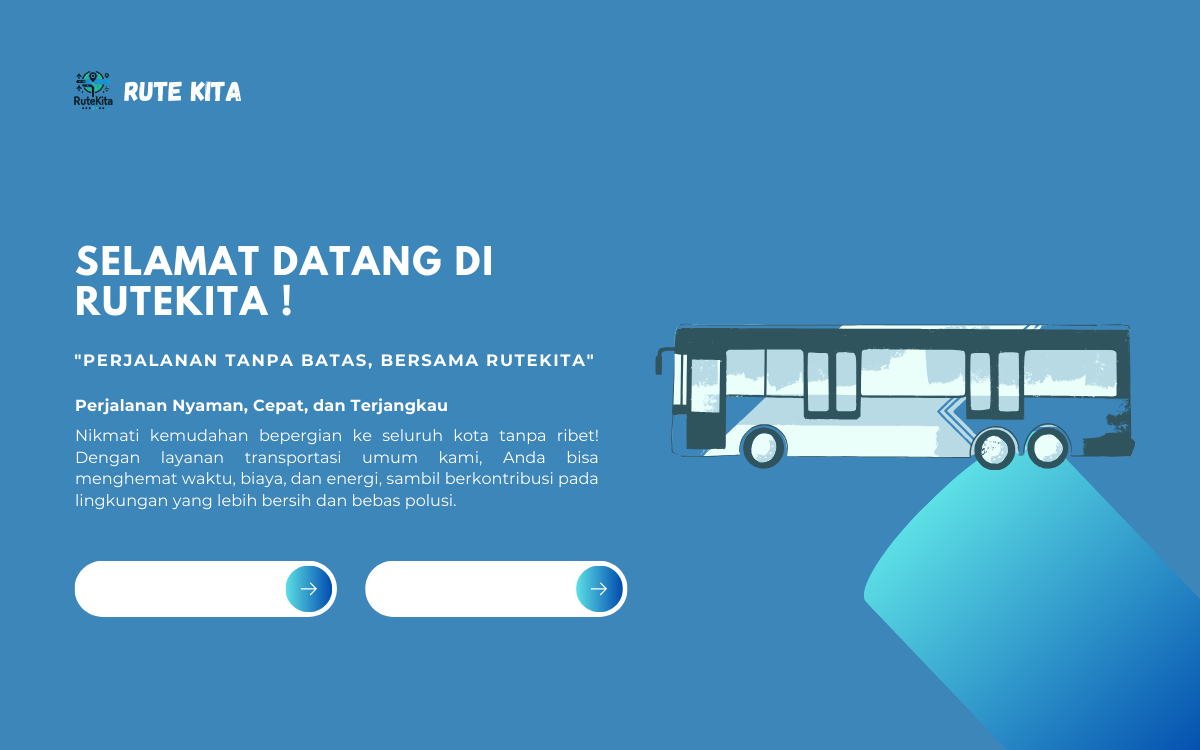 RuteKita
RUTE KITA
SELAMAT DATANG DI
RUTEKITA !
"PERJALANAN TANPA BATAS, BERSAMA RUTEKITA"
Perjalanan Nyaman, Cepat, dan Terjangkau
Nikmati kemudahan bepergian ke seluruh kota tanpa ribet!
Dengan layanan transportasi umum kami, Anda bisa
menghemat waktu, biaya, dan energi, sambil berkontribusi pada
lingkungan yang lebih bersih dan bebas polusi.